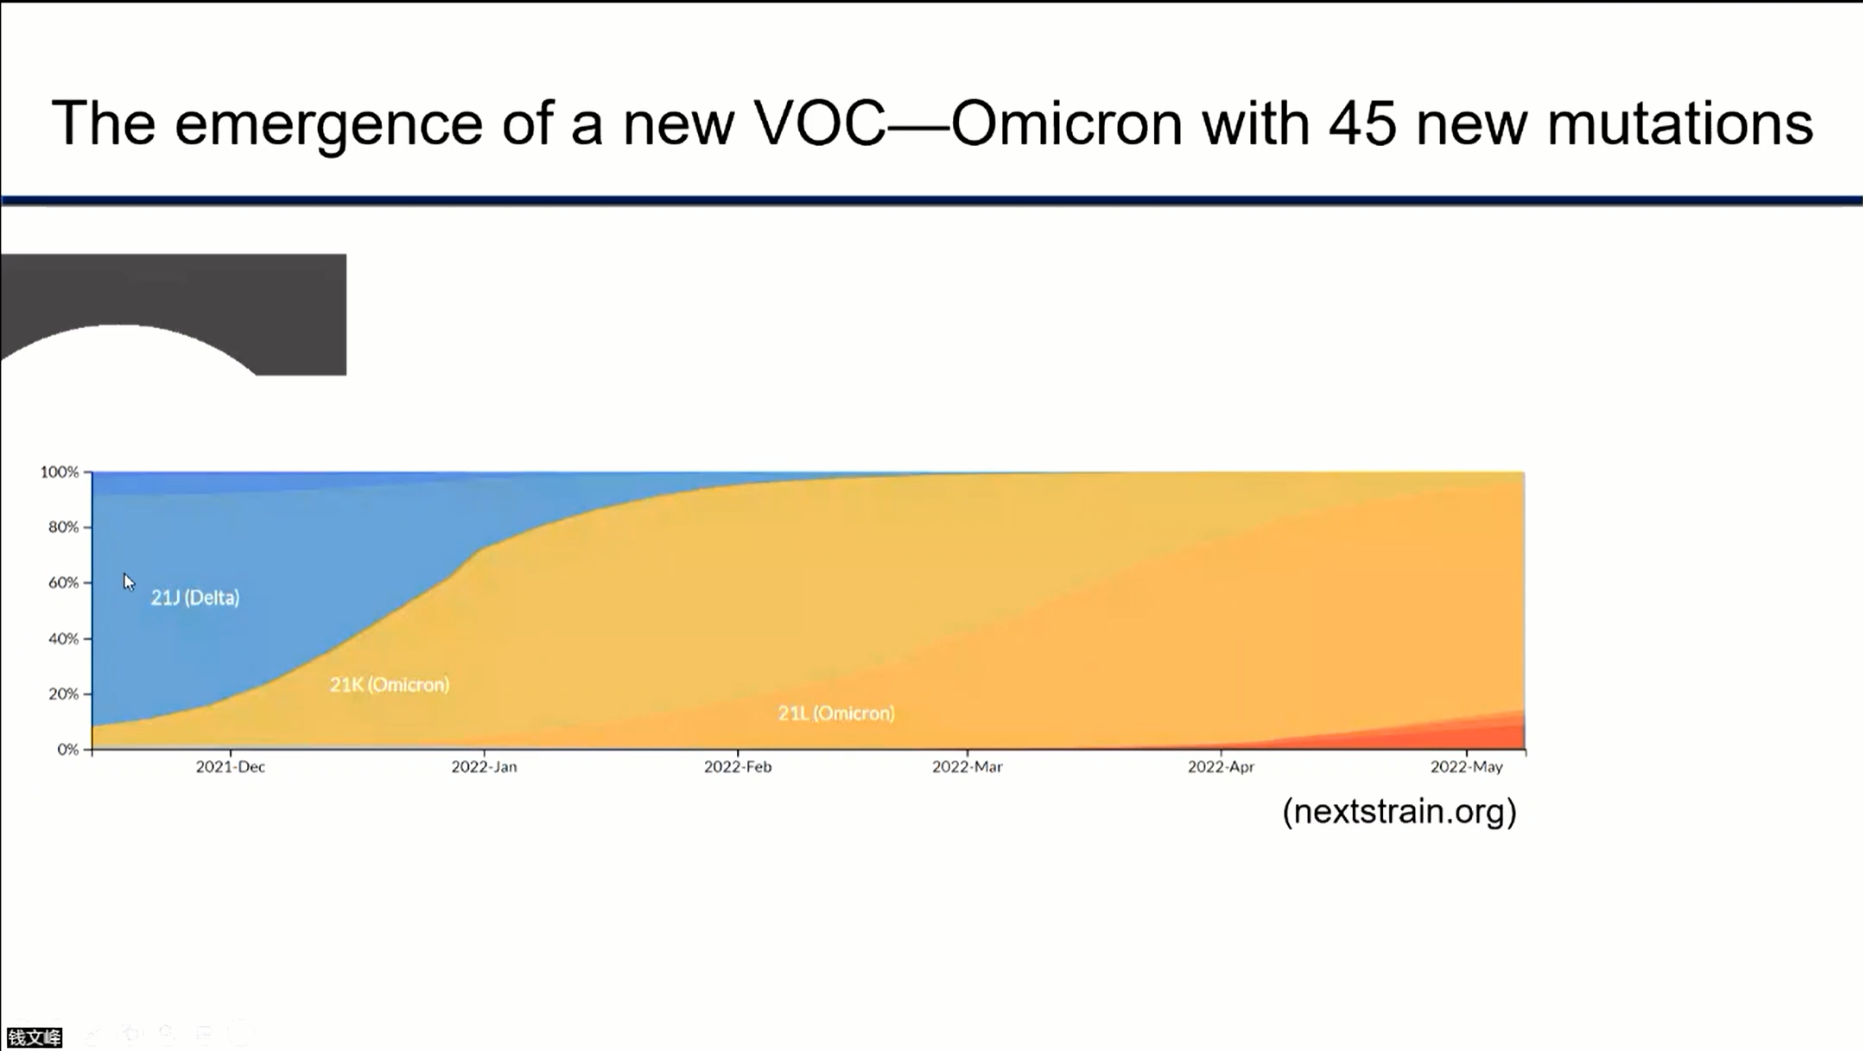 The emergence of a new VOC—Omicron with 45 new mutations
100%
80%
60%
40%
20%
0%
21J (Delta)
21K (Omicron)
21L (Omicron)
2021-Dec
2022-Jan
2022-Feb
2022-Mar
2022-Apr
2022-May
(nextstrain.org)
钱文峰